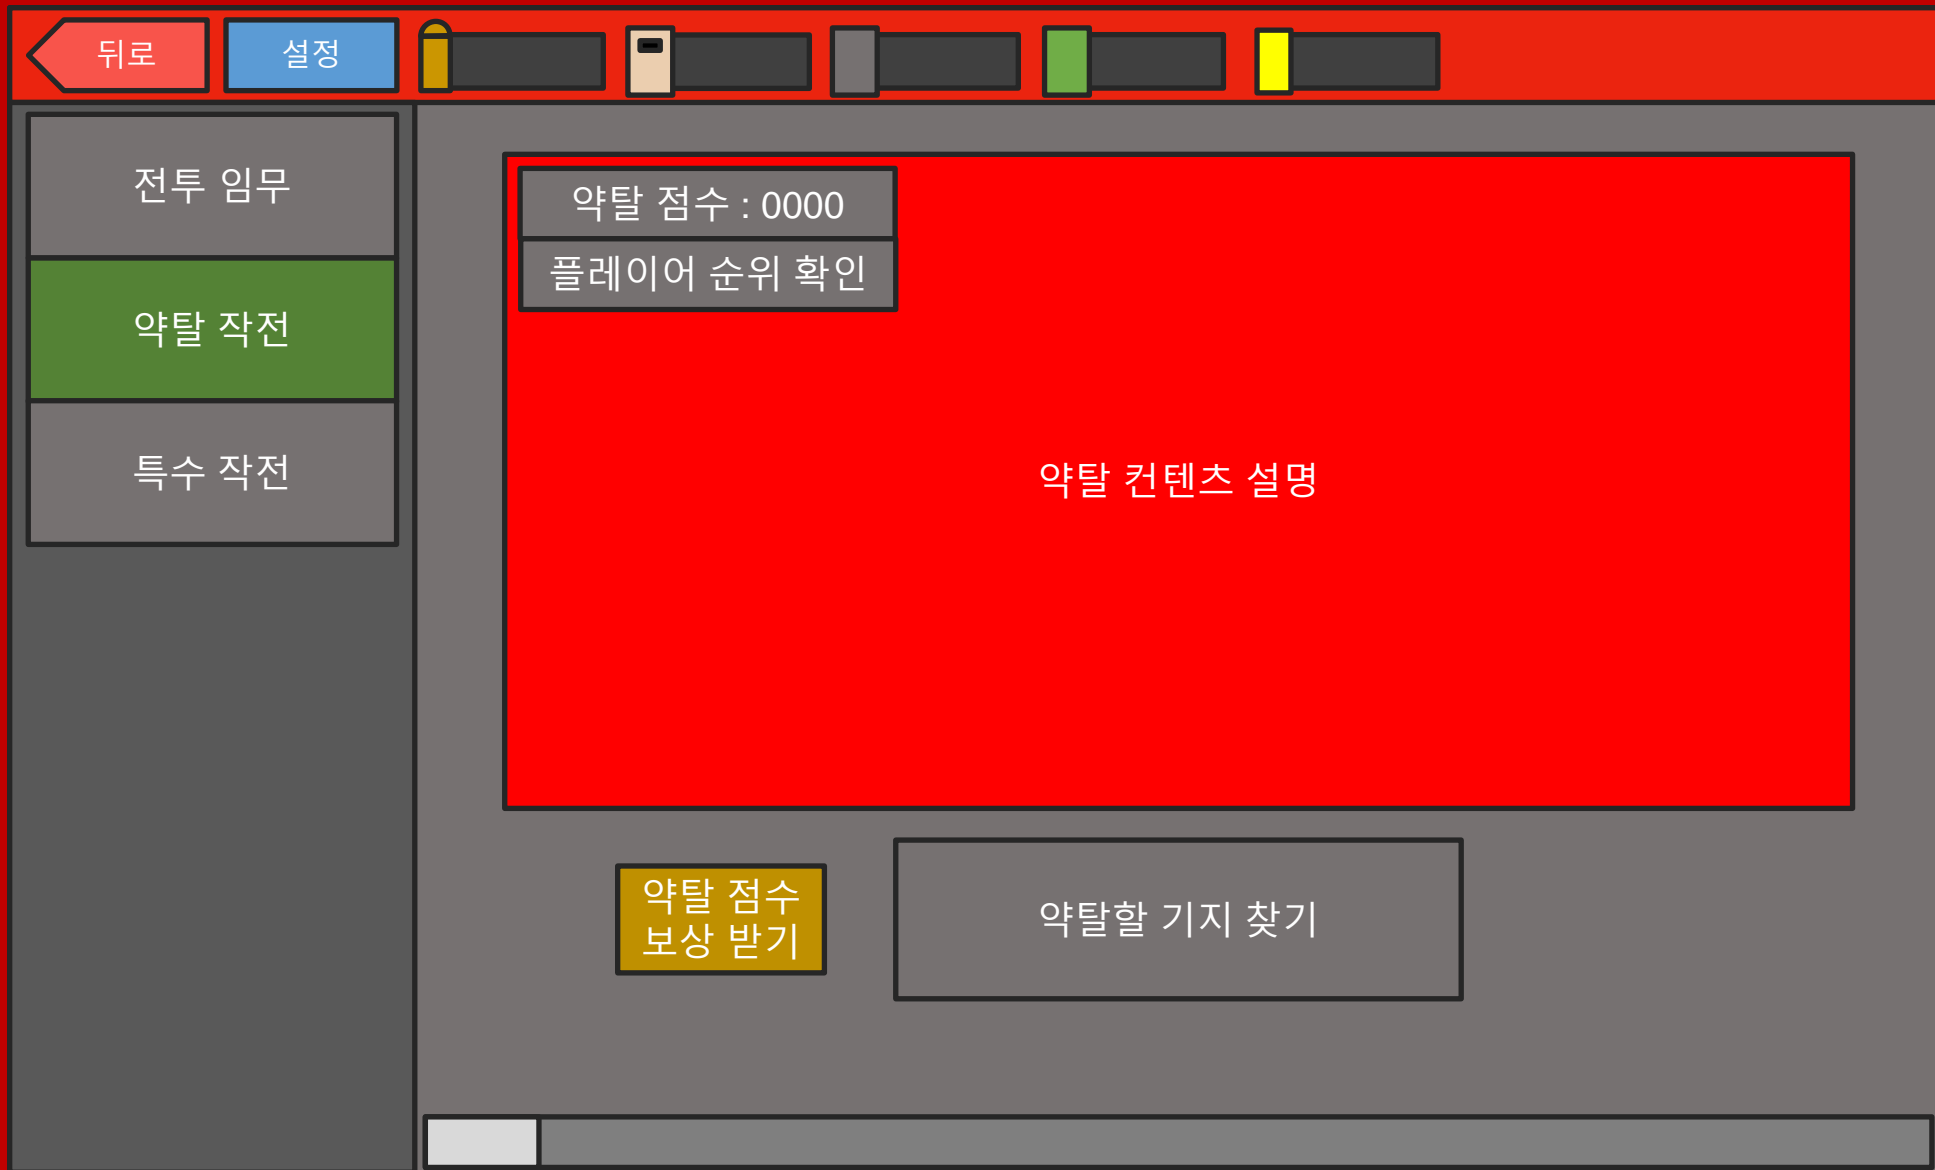 뒤로
설정
전투 임무
약탈 작전
특수 작전
약탈 점수 : 0000
플레이어 순위 확인
약탈 컨텐츠 설명
약탈 점수
보상 받기
약탈할 기지 찾기